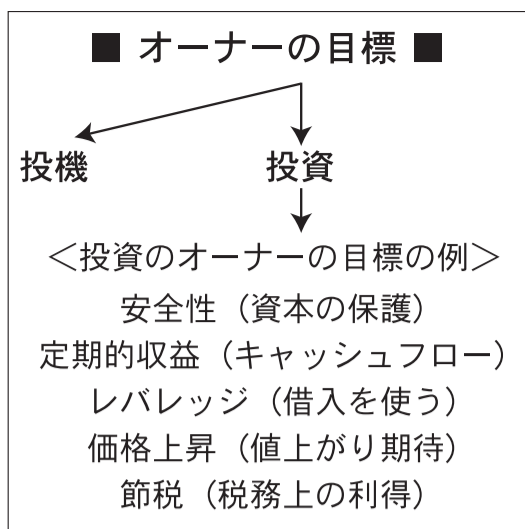 ■ オーナーの目標 ■
投機 投資
＜投資のオーナーの目標の例＞
安全性（資本の保護）
定期的収益（キャッシュフロー）
レバレッジ（借入を使う）
価格上昇（値上がり期待）
節税（税務上の利得）